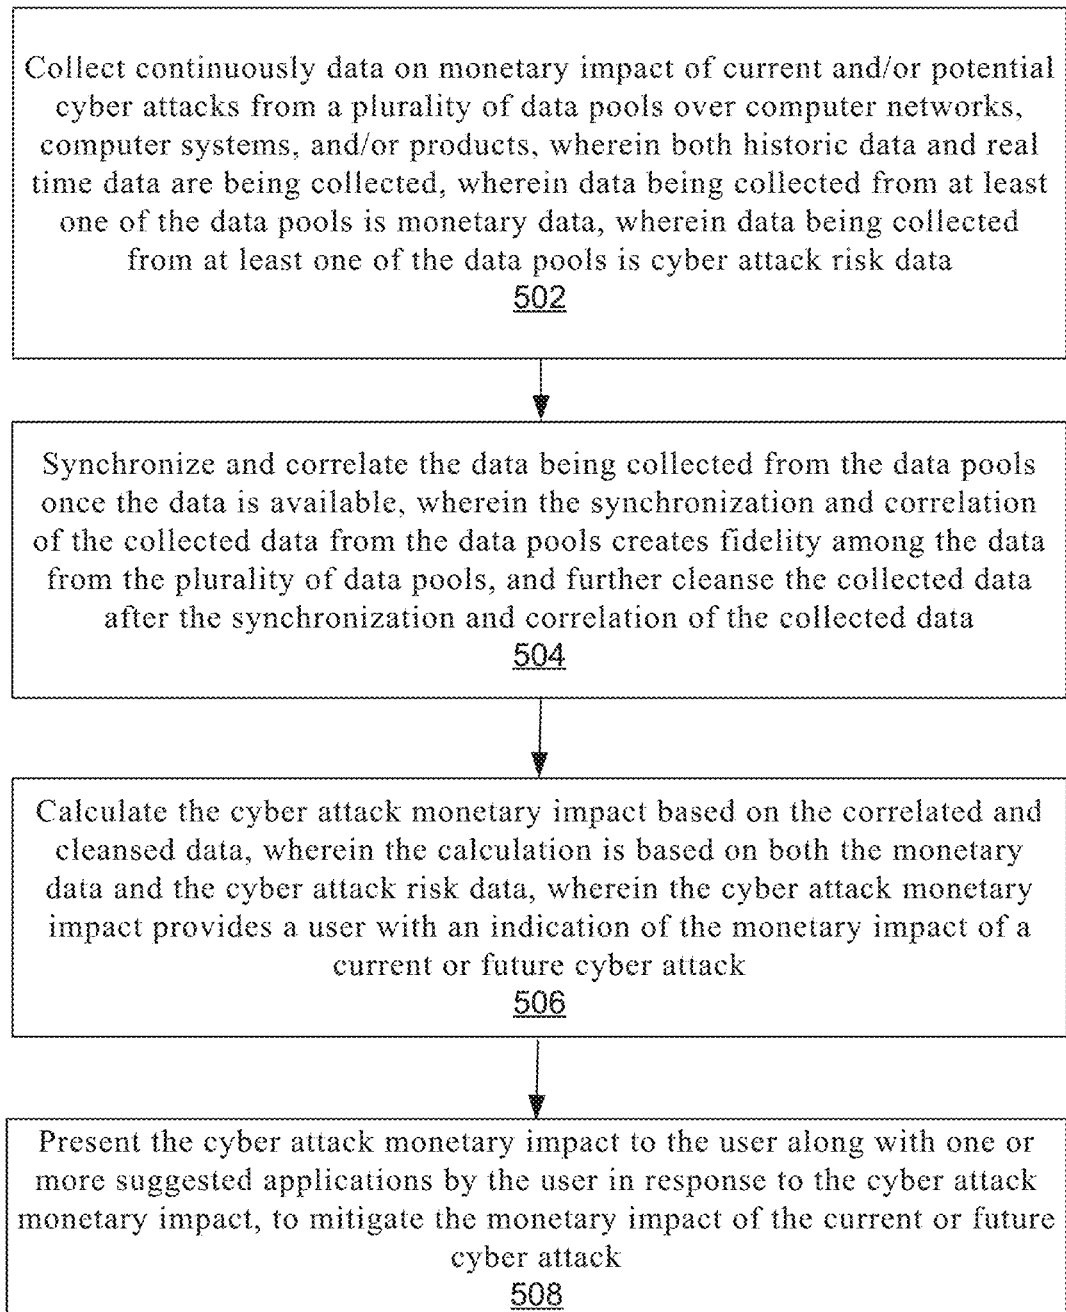 Collect continuously data on monetary impact of current and/or potential
cyber attacks from a plurality of data pools over computer networks,
computer systems, and/or products, wherein both historic data and real
time data are being collected, wherein data being collected from at least
one of the data pools is monetary data, wherein data being collected
from at least one of the data pools is cyber attack risk data
502
Synchronize and correlate the data being collected from the data pools
once the data is available, wherein the synchronization and correlation
of the collected data from the data pools creates fidelity among the data
from the plurality of data pools, and further cleanse the collected data
after the synchronization and correlation of the collected data
504
Calculate the cyber attack monetary impact based on the correlated and
cleansed data, wherein the calculation is based on both the monetary
data and the cyber attack risk data, wherein the cyber attack monetary
impact provides a user with an indication of the monetary impact of a
current or future cyber attack
506
Present the cyber attack monetary impact to the user along with one or
more suggested applications by the user in response to the cyber attack
monetary impact, to mitigate the monetary impact of the current or future
cyber attack
508